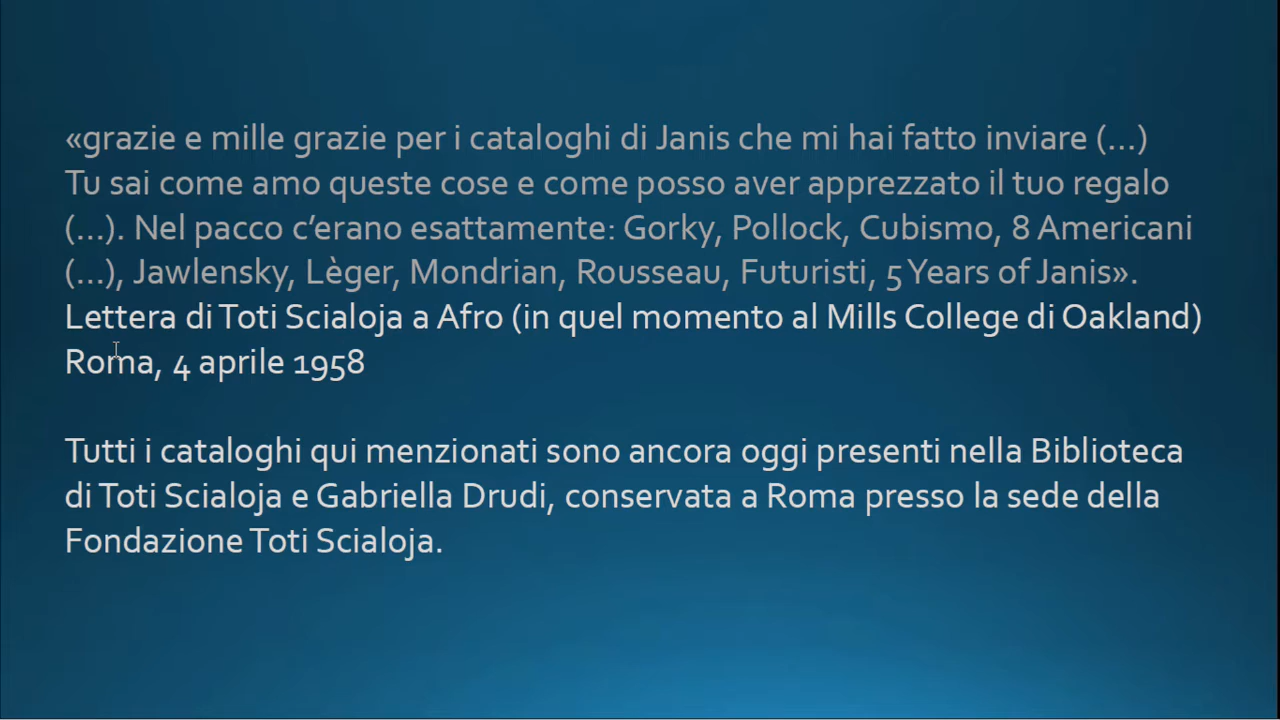 «grazie e mille grazie per i cataloghi di Janis che mi hai fatto inviare (...)
Tu sai come amo queste cose e come posso aver apprezzato il tuo regalo
(...). Nel pacco c’erano esattamente: Gorky, Pollock, Cubismo, 8 Americani
(...), Jawlensky, Lèger, Mondrian, Rousseau, Futuristi, 5 Years of Janis».
Lettera di Toti Scialoja a Afro (in quel momento al Mills College di Oakland)
Roma, 4 aprile 1958
Tutti i cataloghi qui menzionati sono ancora oggi presenti nella Biblioteca
di Toti Scialoja e Gabriella Drudi, conservata a Roma presso la sede della
Fondazione Toti Scialoja.